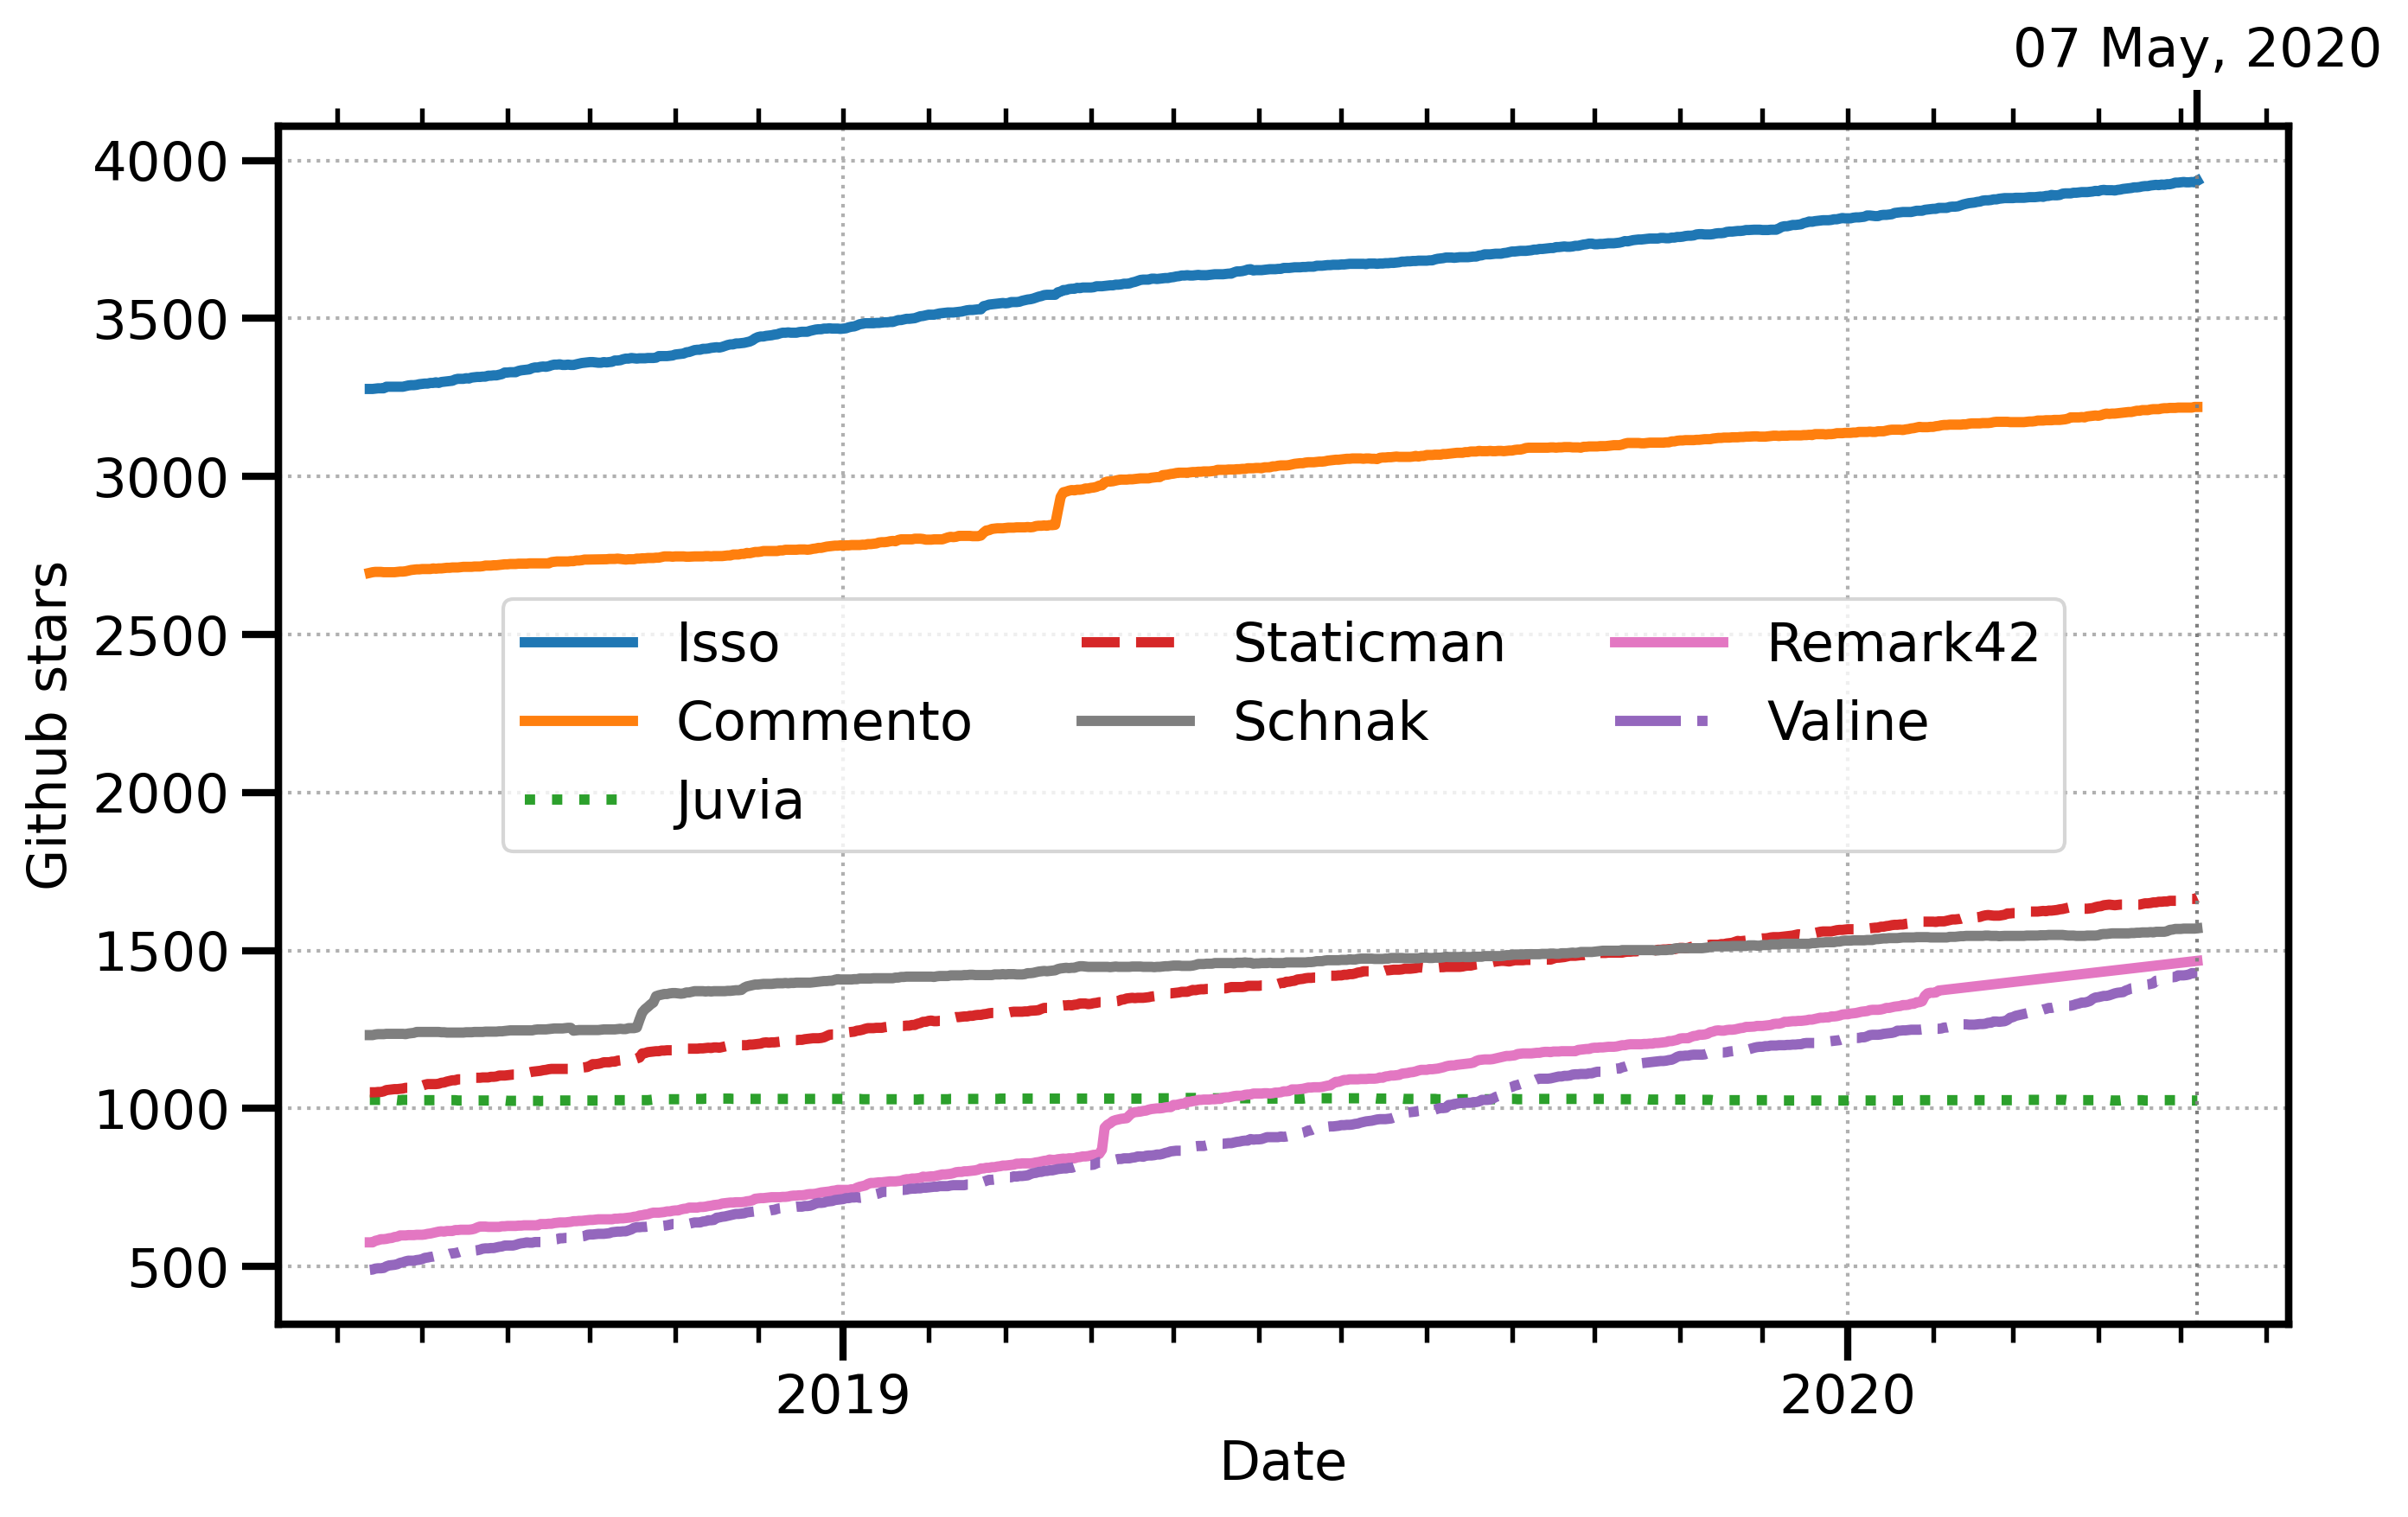 07 May, 2020
4000
3500
3000
2500
2000
1500
1000
500
Github stars
Isso
Commento
Juvia
Staticman
Schnak
Remark42
Valine
2019
2020
Date